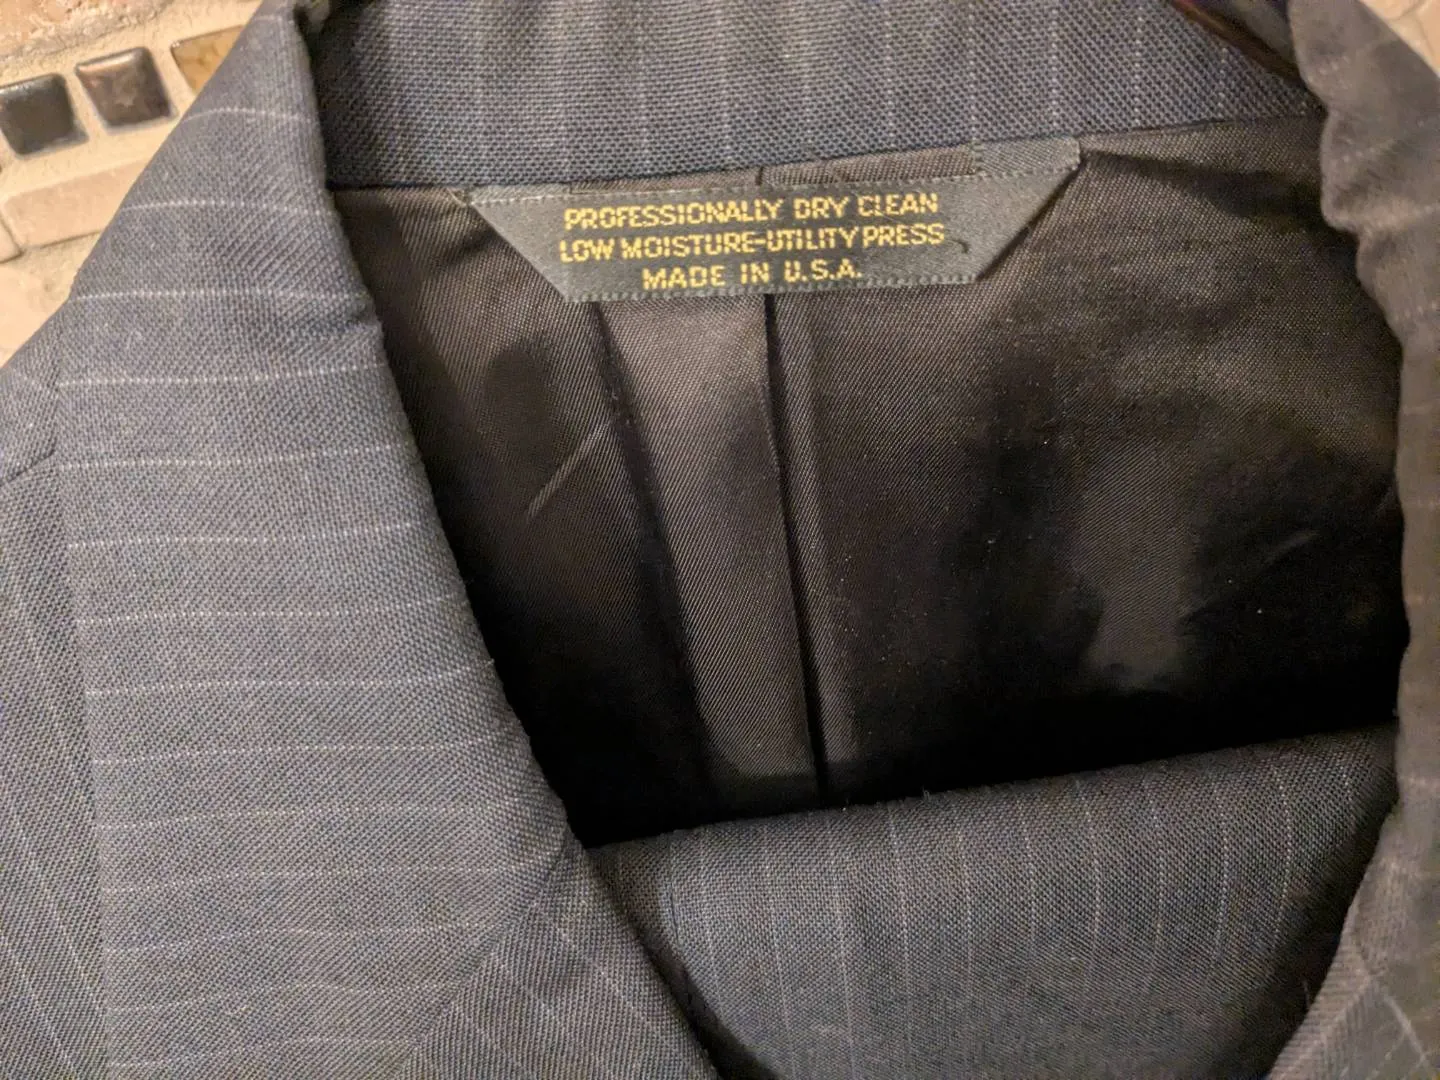 PROFESSIONALLY DRY CLEAN
LOW MOISTURE-UTILITY PRESS
MADE IN U.S.A.